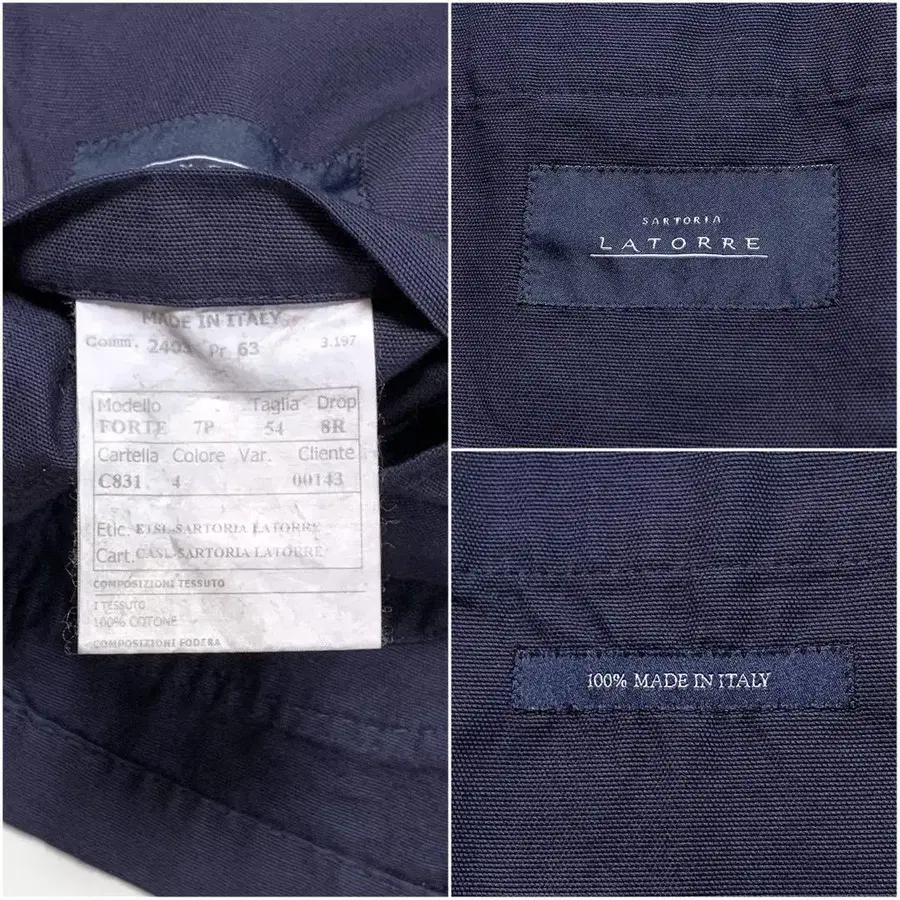 MADE IN ITALY
Comm. 2403 Pr 63 3.197
Modello Taglia Drop
FORTE 7P 54 8R
Cartella Colore Var. Cliente
C831 4 00143
Etic. ETSL-SARTORIA LATORRE
Cart. CASL-SARTORIA LATORRE
COMPOSIZIONI TESSUTO
I TESSUTO
100% COTONE
COMPOSIZIONI FODERA
SARTORIA
LATORRE
100% MADE IN ITALY